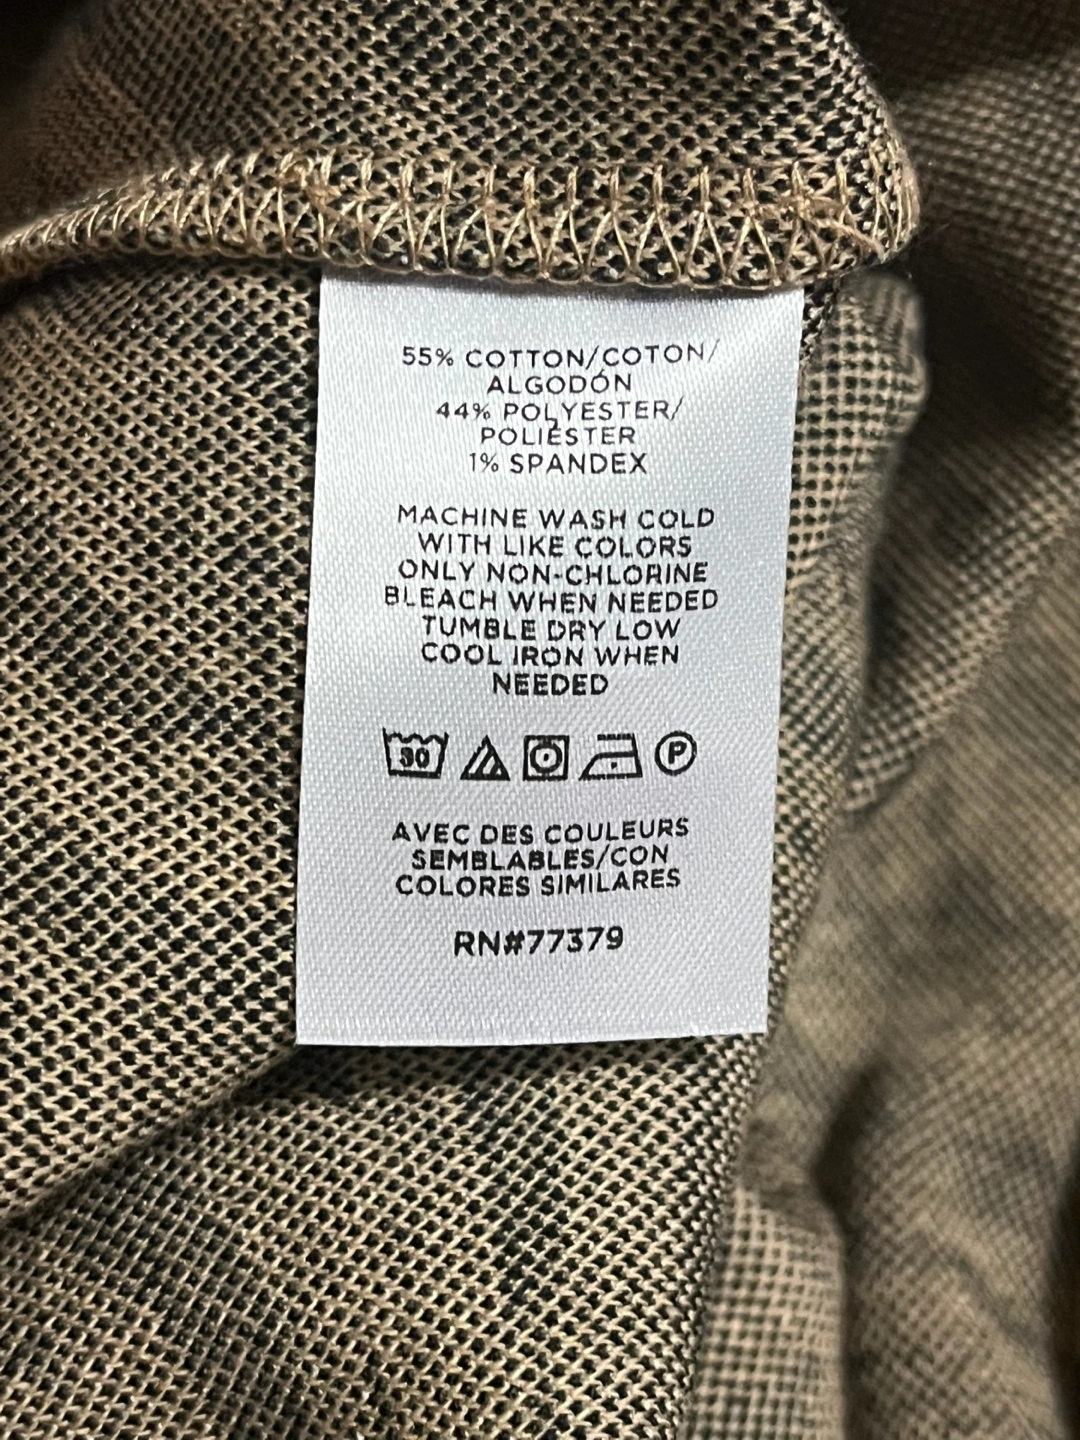 55% COTTON/COTON/
ALGODÓN
44% POLYESTER/
POLIÉSTER
1% SPANDEX
MACHINE WASH COLD
WITH LIKE COLORS
ONLY NON-CHLORINE
BLEACH WHEN NEEDED
TUMBLE DRY LOW
COOL IRON WHEN
NEEDED
30 P
AVEC DES COULEURS
SEMBLABLES/CON
COLORES SIMILARES
RN#77379